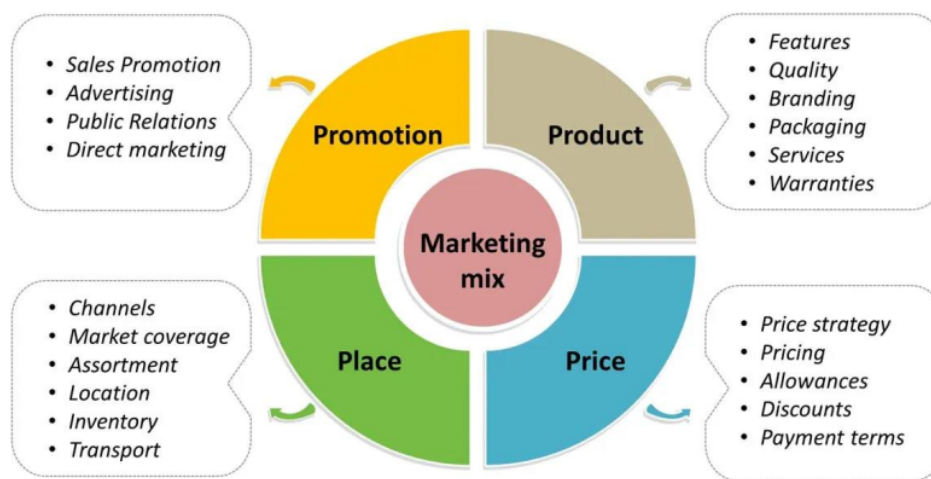 • Sales Promotion
• Advertising
• Public Relations
• Direct marketing
Promotion
Product
• Features
• Quality
• Branding
• Packaging
• Services
• Warranties
Marketing
mix
• Channels
• Market coverage
• Assortment
• Location
• Inventory
• Transport
Place
Price
• Price strategy
• Pricing
• Allowances
• Discounts
• Payment terms